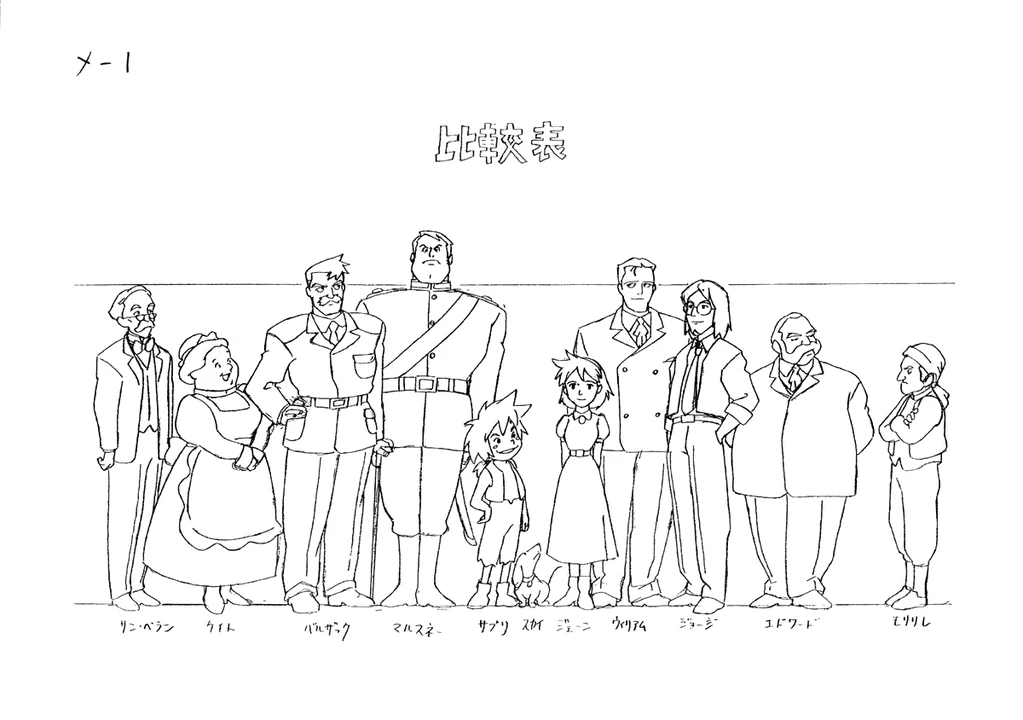 メ-1
比較表
リン・ベラン ケイト バルザック マルスネー サブリ スカイ ジェーン ウィリアム ジョージ エドワード モリリレ